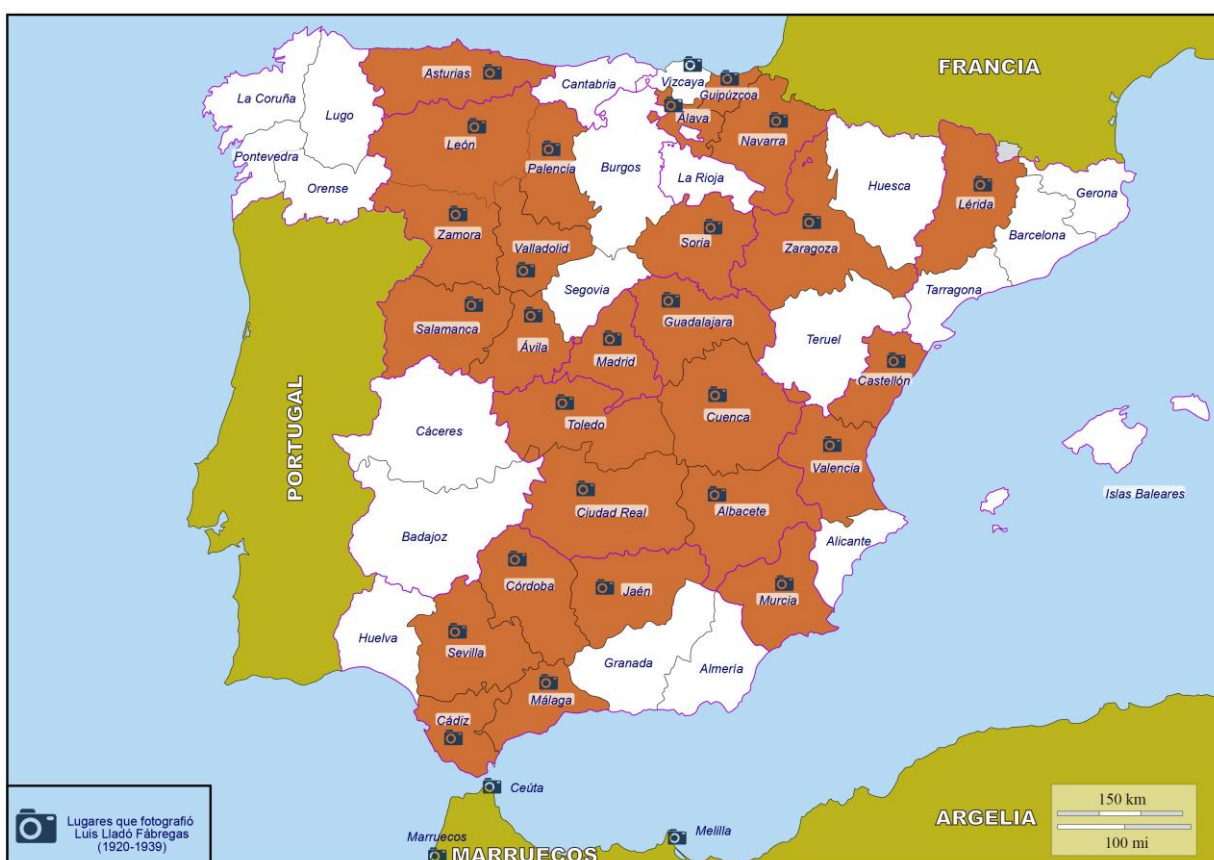 FRANCIA
Asturias
Cantabria
Vizcaya
Guipúzcoa
La Coruña
Lugo
León
Palencia
Álava
Navarra
Pontevedra
Orense
Burgos
La Rioja
Huesca
Lérida
Gerona
Barcelona
Zamora
Valladolid
Soria
Zaragoza
Segovia
Tarragona
Salamanca
Ávila
Madrid
Guadalajara
Teruel
Castellón
PORTUGAL
Cáceres
Toledo
Cuenca
Valencia
Islas Baleares
Badajoz
Ciudad Real
Albacete
Alicante
Córdoba
Jaén
Murcia
Huelva
Sevilla
Granada
Almería
Málaga
Cádiz
Ceúta
Melilla
Marruecos
MARRUECOS
ARGELIA
150 km
100 mi
Lugares que fotografió
Luis Lladó Fábregas
(1920-1939)